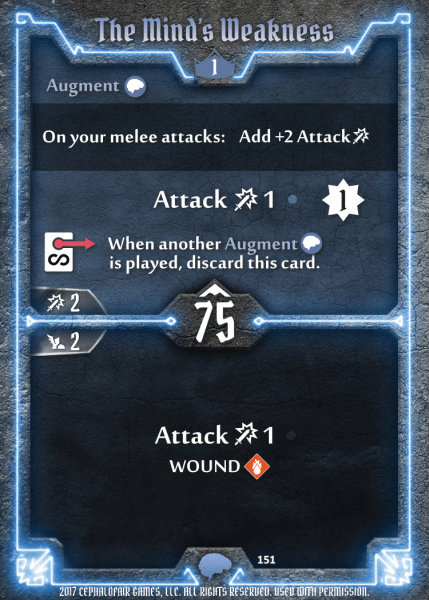 The Mind's Weakness
1
Augment
On your melee attacks: Add +2 Attack
Attack 1
1
When another Augment
is played, discard this card.
2
75
2
Attack 1
WOUND
151
2017 CEPHALOFAIR GAMES, LLC. ALL RIGHTS RESERVED. USED WITH PERMISSION.